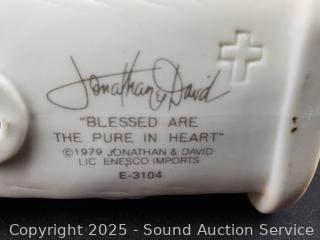 Jonathan & David
"BLESSED ARE
THE PURE IN HEART"
©1979 JONATHAN & DAVID
LIC ENESCO IMPORTS
E-3104
Copyright 2025 - Sound Auction Service